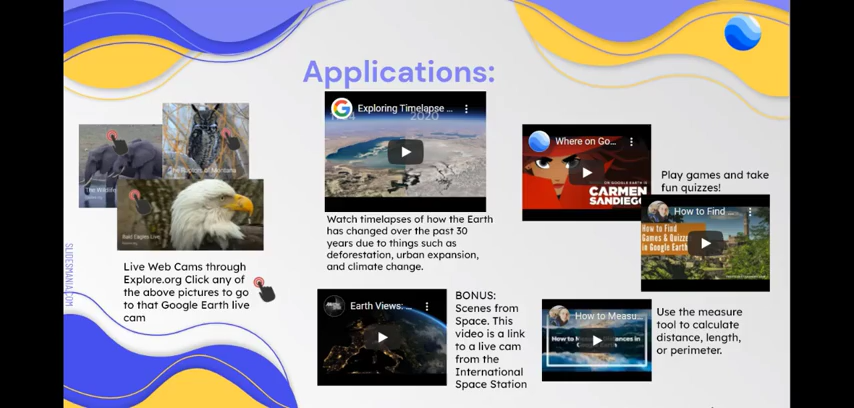 Applications:
The Raptors of Montana
The Wildlife
Bald Eagles Live
Live Web Cams through
Explore.org Click any of
the above pictures to go
to that Google Earth live
cam
SLIDESMANIA.COM
Exploring Timelapse ...
2020
Watch timelapses of how the Earth
has changed over the past 30
years due to things such as
deforestation, urban expansion,
and climate change.
Earth Views: ...
BONUS:
Scenes from
Space. This
video is a link
to a live cam
from the
International
Space Station
Where on Go...
CARMEN
SANDIEGO
Play games and take
fun quizzes!
How to Find ...
How to Find
Games & Quizzes
in Google Earth
How to Measu...
Use the measure
tool to calculate
distance, length,
or perimeter.